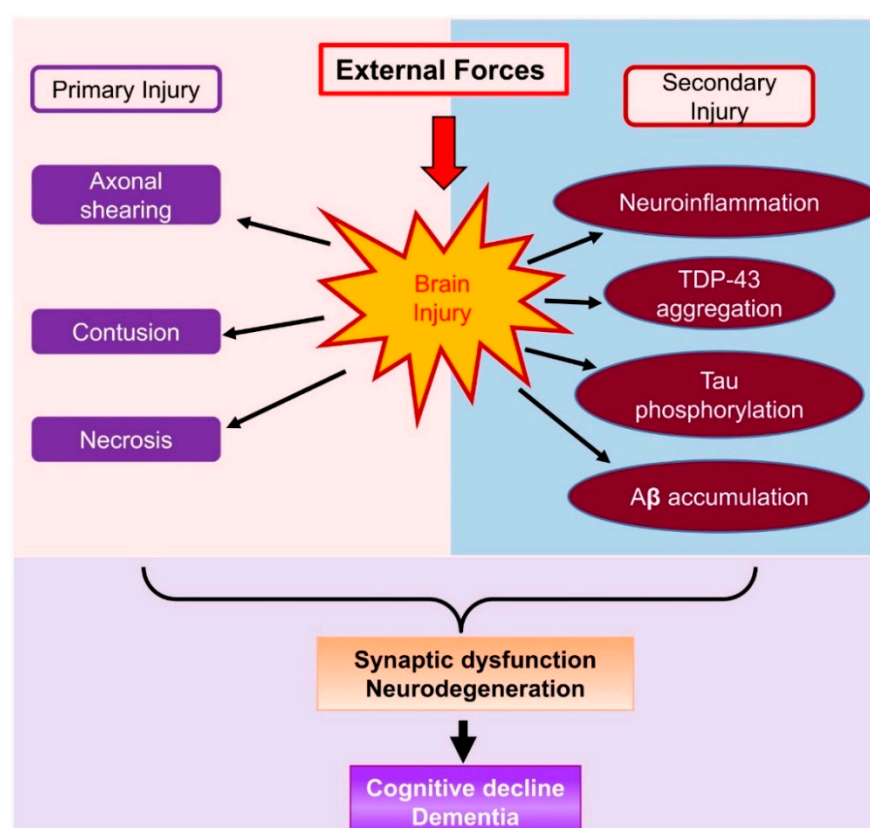 External Forces
Primary Injury
Axonal
shearing
Contusion
Necrosis
Brain
Injury
Secondary
Injury
Neuroinflammation
TDP-43
aggregation
Tau
phosphorylation
Aβ accumulation
Synaptic dysfunction
Neurodegeneration
Cognitive decline
Dementia